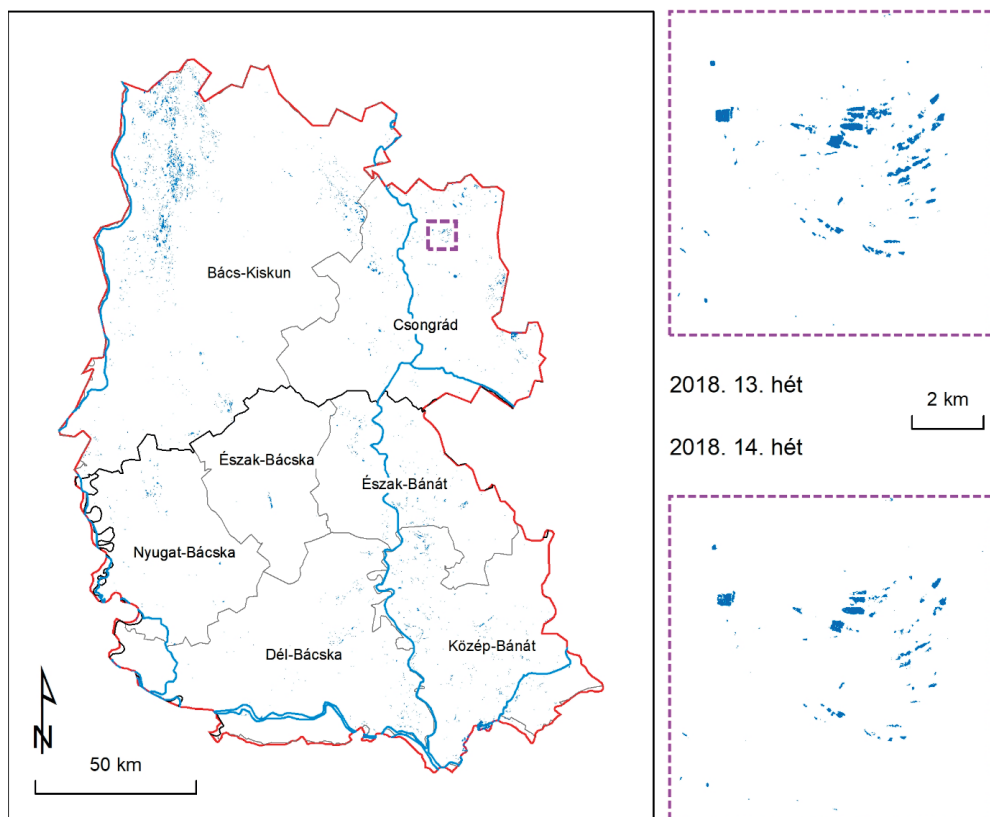 Bács-Kiskun
Csongrád
Észak-Bácska
Észak-Bánát
Nyugat-Bácska
Dél-Bácska
Közép-Bánát
N
50 km
2018. 13. hét
2 km
2018. 14. hét